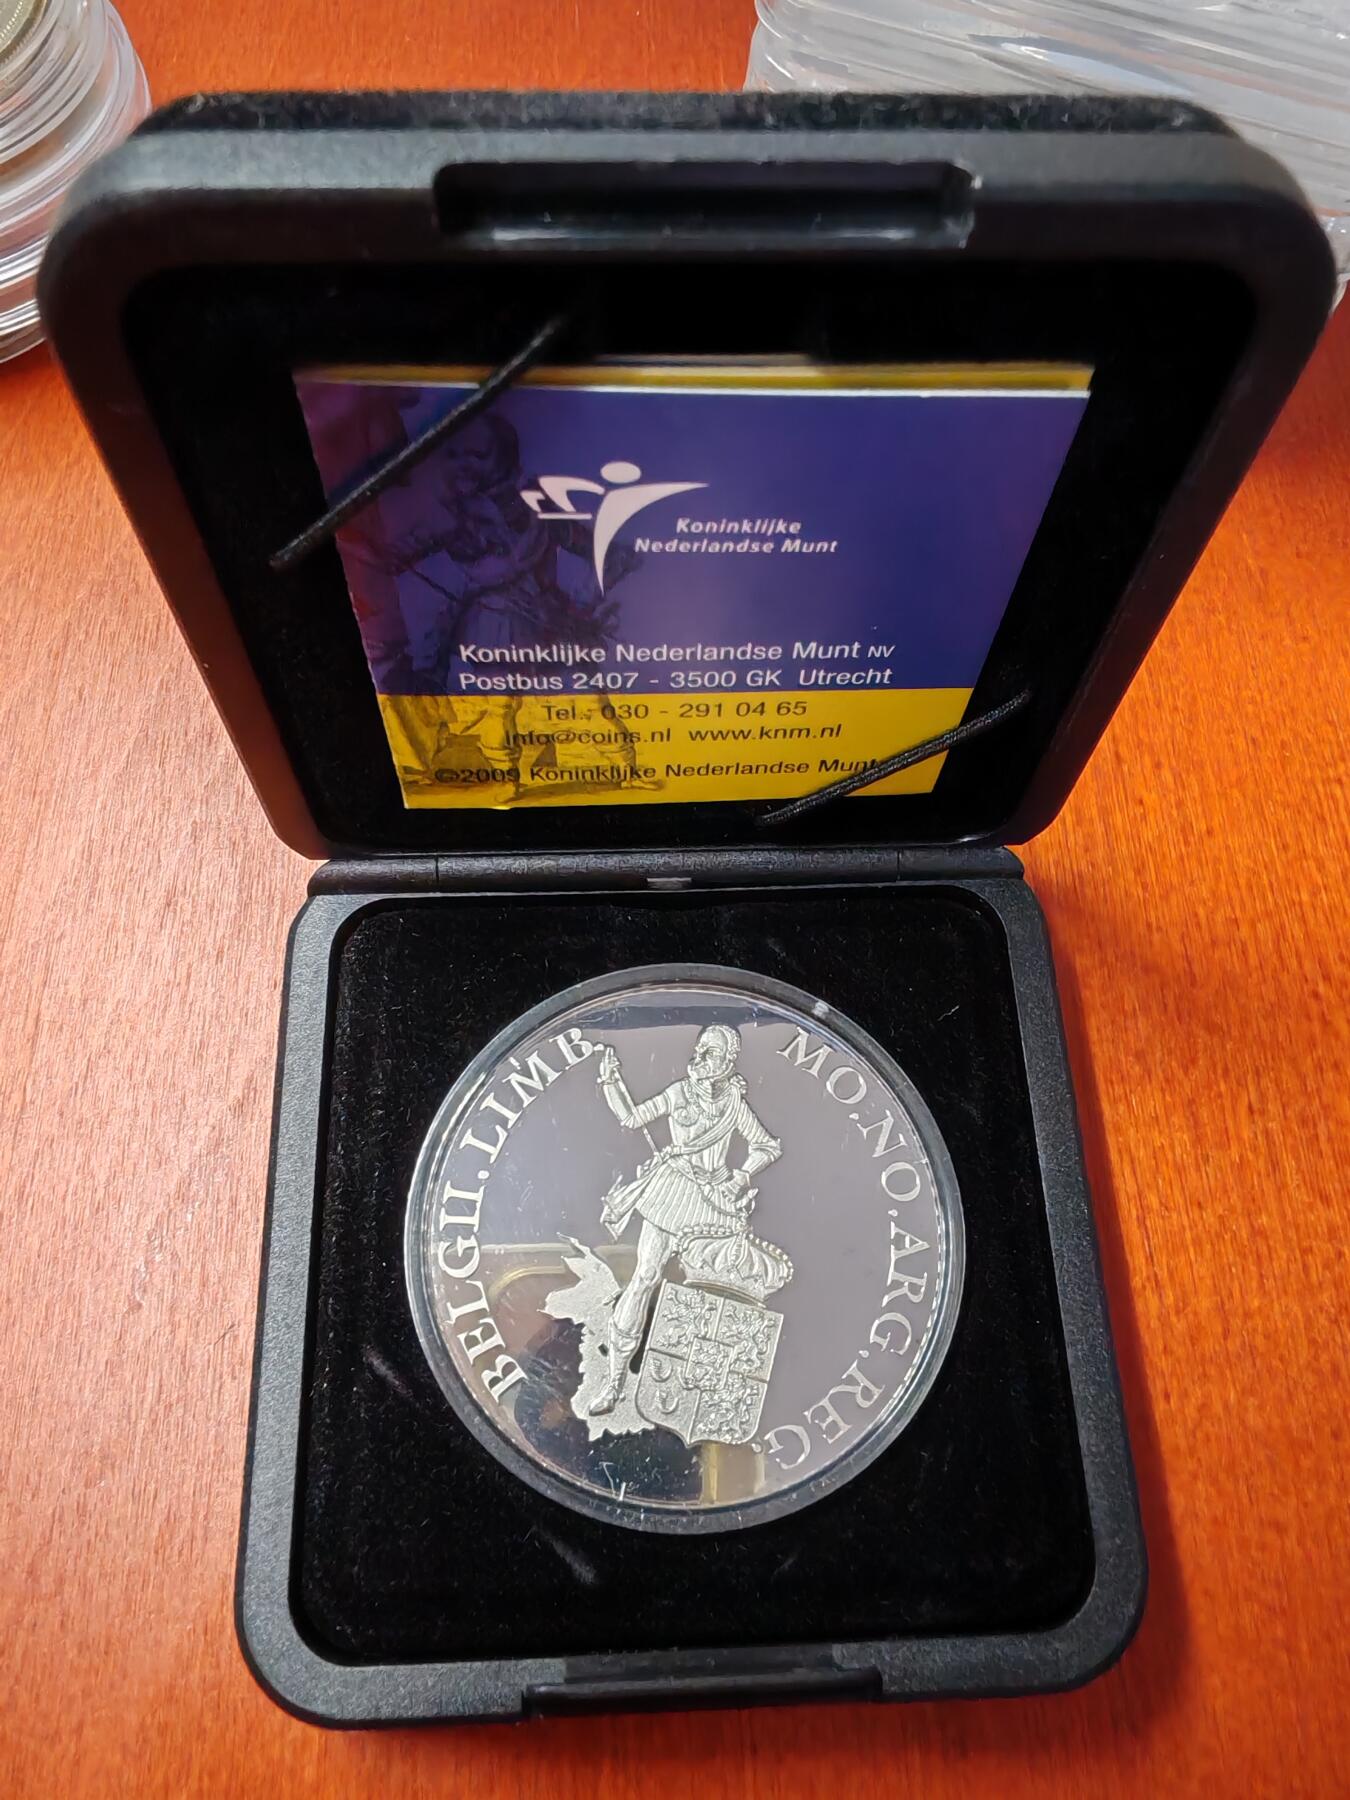 Koninklijke
Nederlandse Munt
Koninklijke Nederlandse Munt NV
Postbus 2407 - 3500 GK Utrecht
Tel.: 030 - 291 04 65
info@coins.nl www.knm.nl
©2009 Koninklijke Nederlandse Munt
MO.NO.ARG.REG.
BELGII.LIMB.